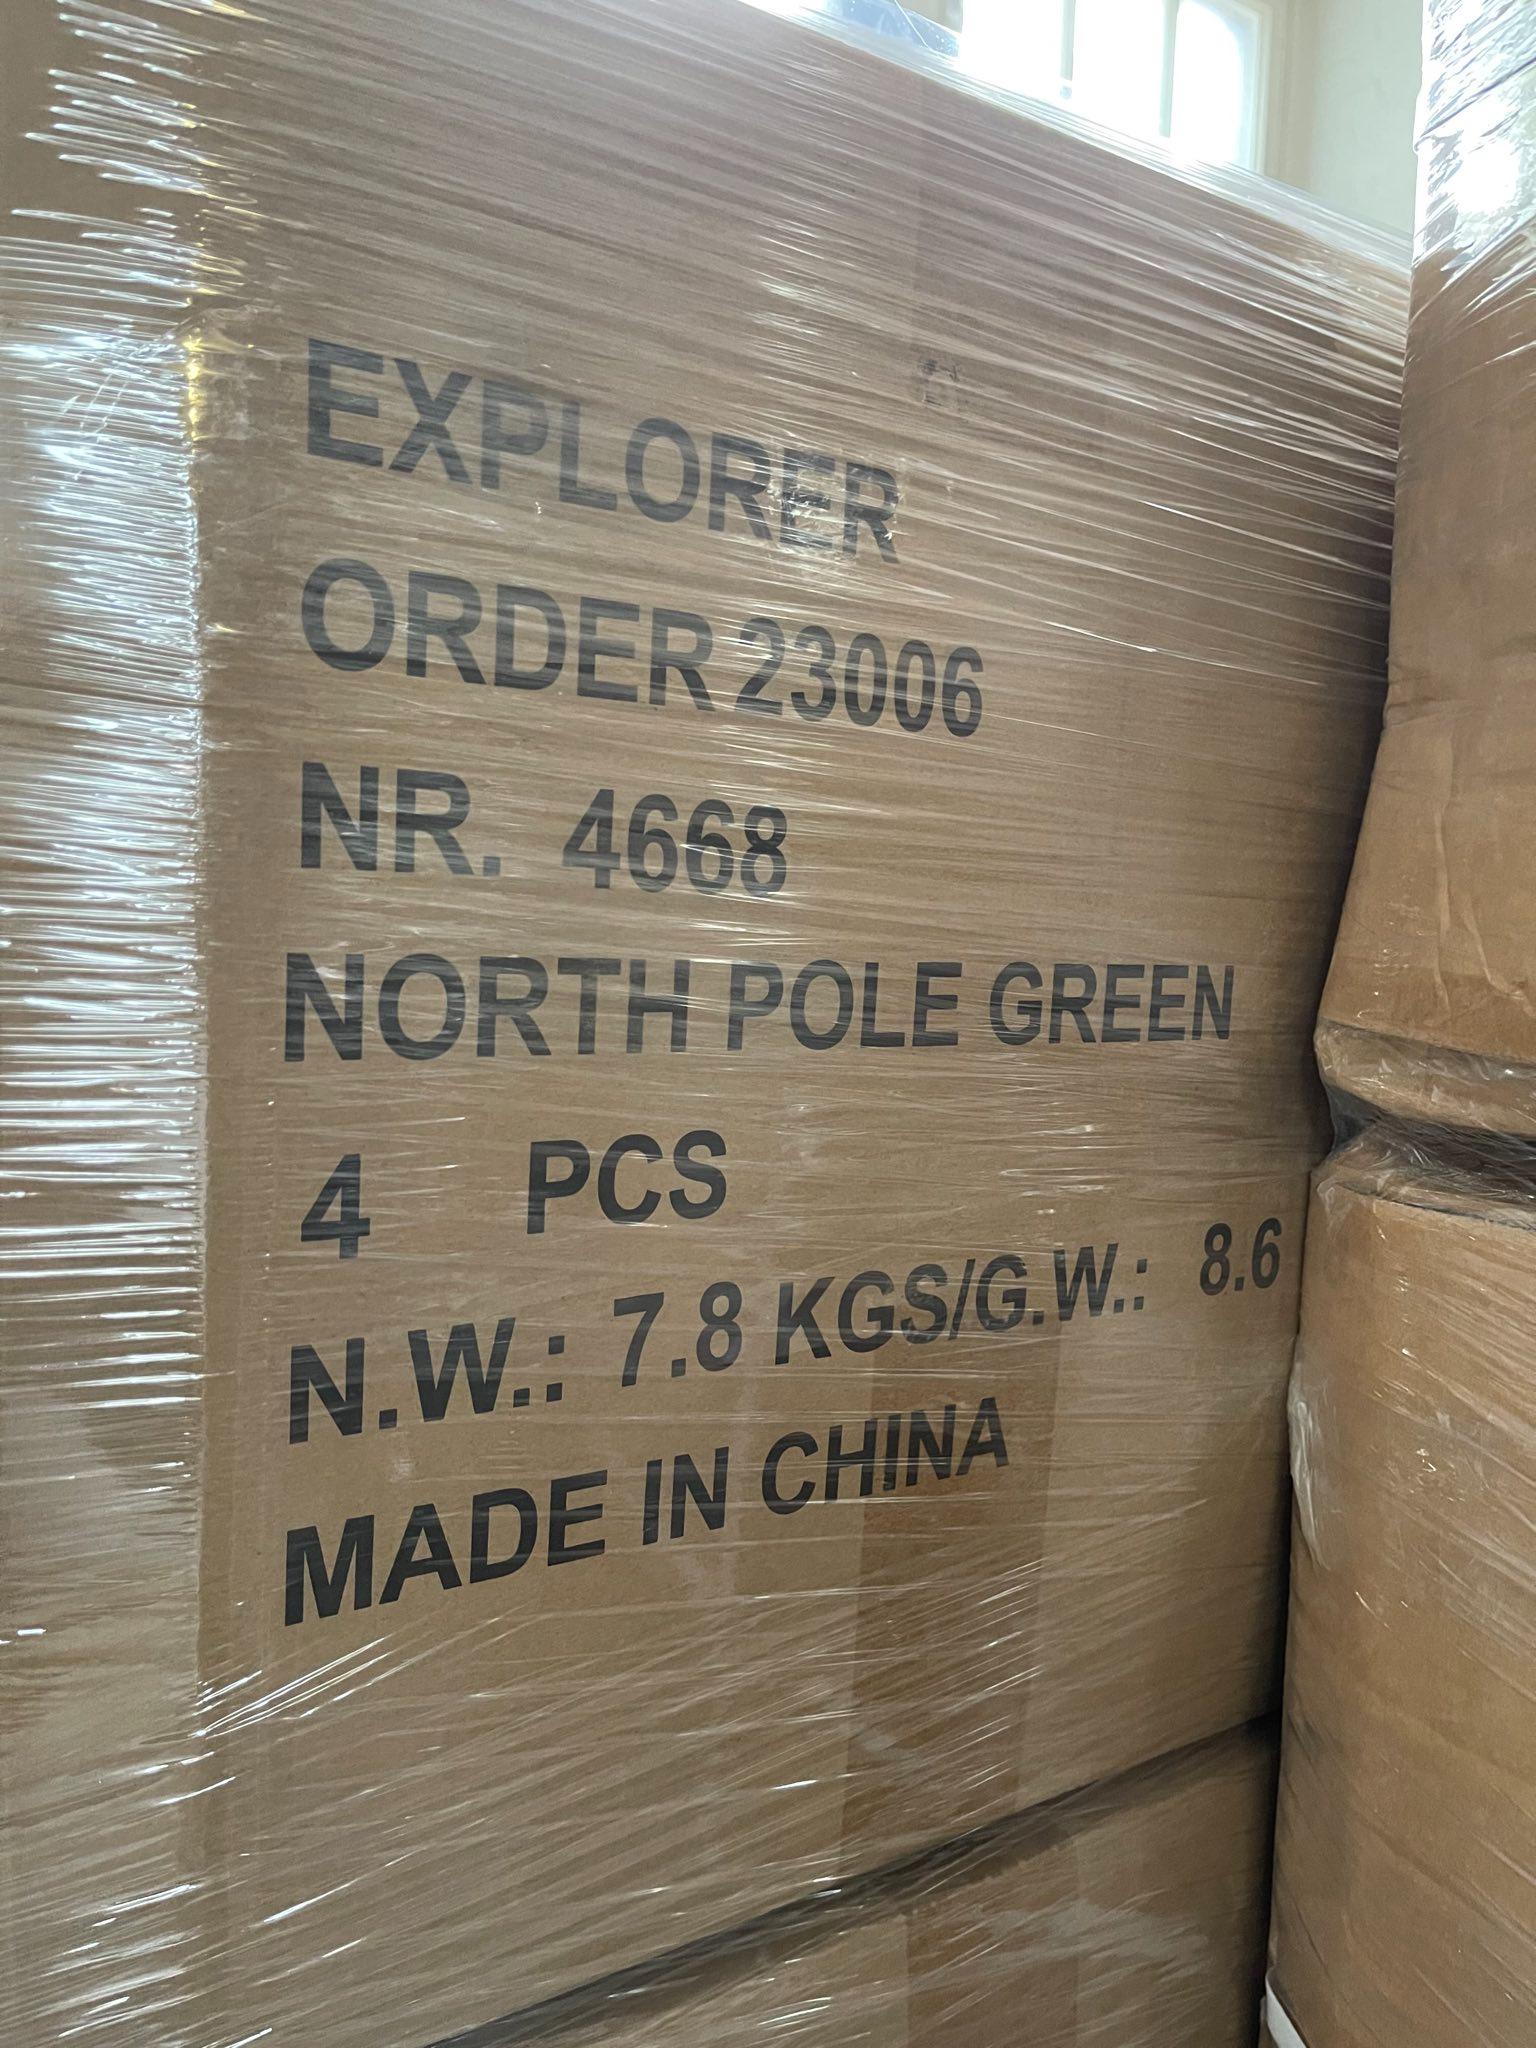 EXPLORER
ORDER 23006
NR. 4668
NORTH POLE GREEN
4 PCS
N.W.: 7.8 KGS/G.W.: 8.6
MADE IN CHINA